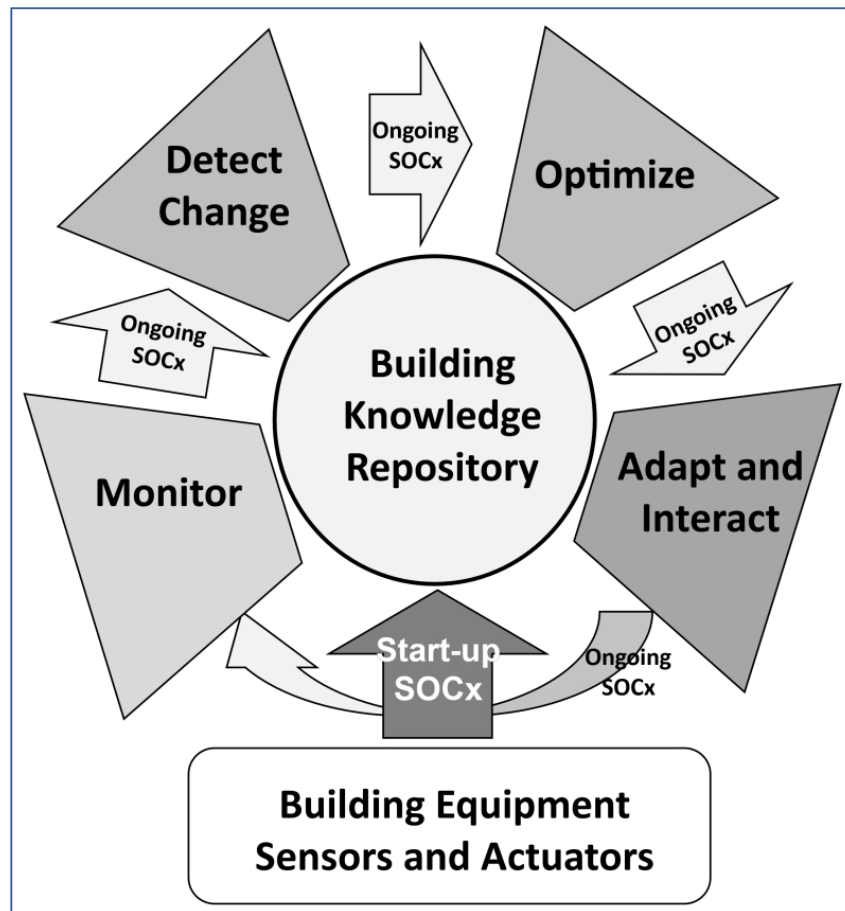 Detect
Change
Ongoing
SOCx
Optimize
Ongoing
SOCx
Ongoing
SOCx
Building
Knowledge
Repository
Monitor
Adapt and
Interact
Start-up
SOCx
Ongoing
SOCx
Building Equipment
Sensors and Actuators